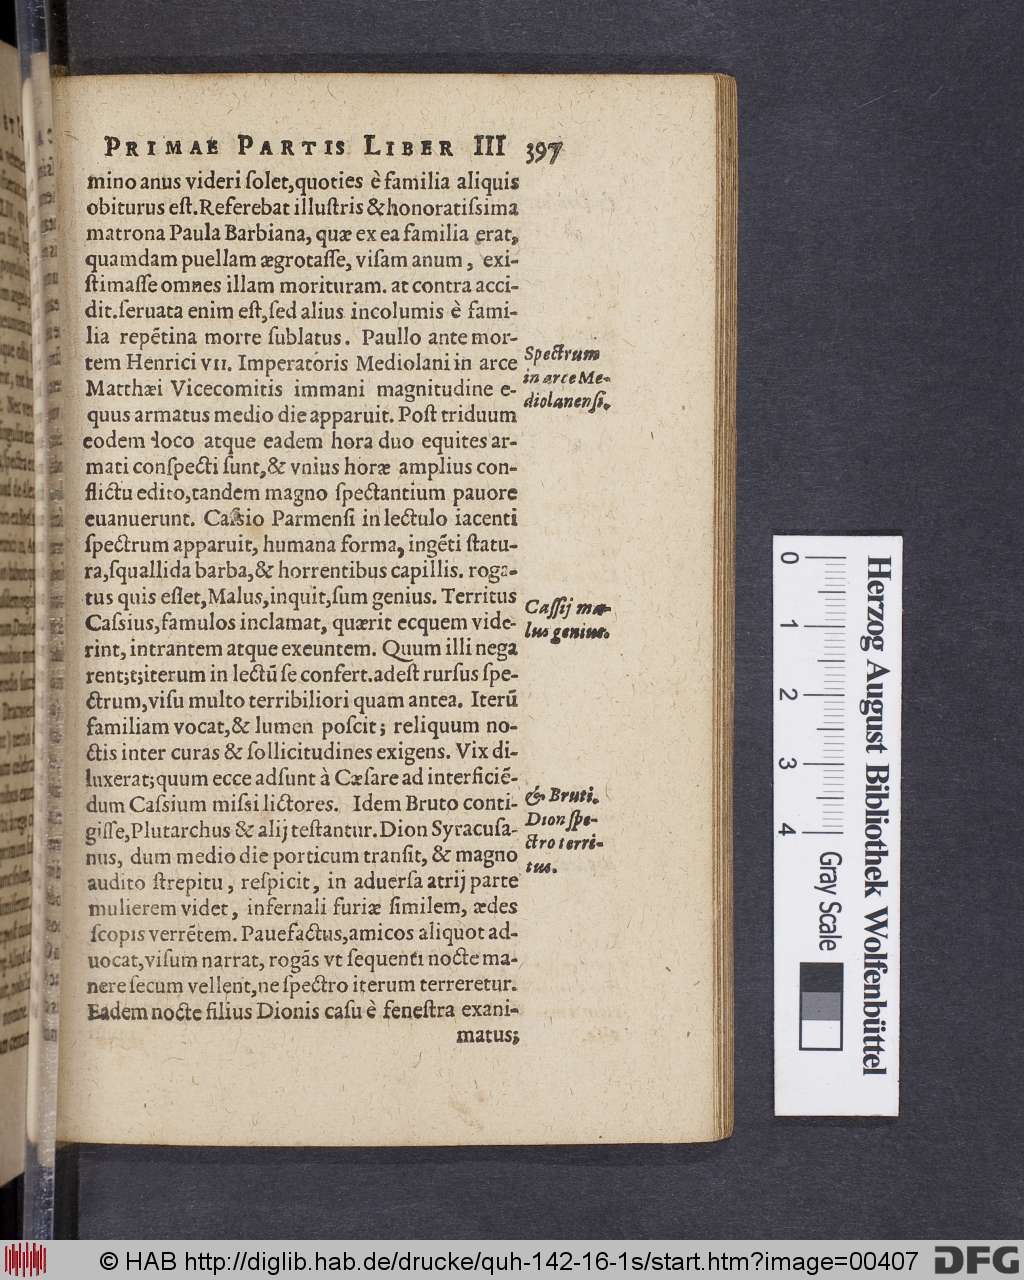 PRIMAE PARTIS LIBER III 397
mino anus videri ſolet, quoties è familia aliquis
obiturus eſt. Referebat illuſtris & honoratiſsima
matrona Paula Barbiana, quæ ex ea familia erat,
quamdam puellam ægrotaſſe, viſam anum, exi-
ſtimaſſe omnes illam morituram. at contra acci-
dit. ſeruata enim eſt, ſed alius incolumis è fami-
lia repẽtina morte ſublatus. Paullo ante mor-
tem Henrici VII. Imperatoris Mediolani in arce
Matthæi Vicecomitis immani magnitudine e-
quus armatus medio die apparuit. Poſt triduum
eodem loco atque eadem hora duo equites ar-
mati conſpecti ſunt, & vnius horæ amplius con-
flictu edito, tandem magno ſpectantium pauore
euanuerunt. Caſsio Parmenſi in lectulo iacenti
ſpectrum apparuit, humana forma, ingẽti ſtatu-
ra, ſquallida barba, & horrentibus capillis. roga-
tus quis eſſet, Malus, inquit, ſum genius. Territus
Caſsius, famulos inclamat, quærit ecquem vide-
rint, intrantem atque exeuntem. Quum illi nega
rent; iterum in lectũ ſe confert. adeſt rurſus ſpe-
ctrum, viſu multo terribiliori quam antea. Iterũ
familiam vocat, & lumen poſcit; reliquum no-
ctis inter curas & ſollicitudines exigens. Vix di-
luxerat; quum ecce adſunt à Cæſare ad interficiẽ-
dum Caſsium miſsi lictores. Idem Bruto conti-
giſſe, Plutarchus & alij teſtantur. Dion Syracuſa-
nus, dum medio die porticum tranſit, & magno
audito ſtrepitu, reſpicit, in aduerſa atrij parte
mulierem videt, infernali furiæ ſimilem, ædes
ſcopis verrẽtem. Pauefactus, amicos aliquot ad-
uocat, viſum narrat, rogãs vt ſequenti nocte ma-
nere ſecum vellent, ne ſpectro iterum terreretur.
Eadem nocte filius Dionis caſu è feneſtra exani-
matus;
Spectrum
in arce Me-
diolanenſi.
Caſſij ma-
lus genius.
& Bruti.
Dion ſpe-
ctro terri-
tus.
0 1 2 3 4
Gray Scale
Herzog August Bibliothek Wolfenbüttel
© HAB http://diglib.hab.de/drucke/quh-142-16-1s/start.htm?image=00407
DFG